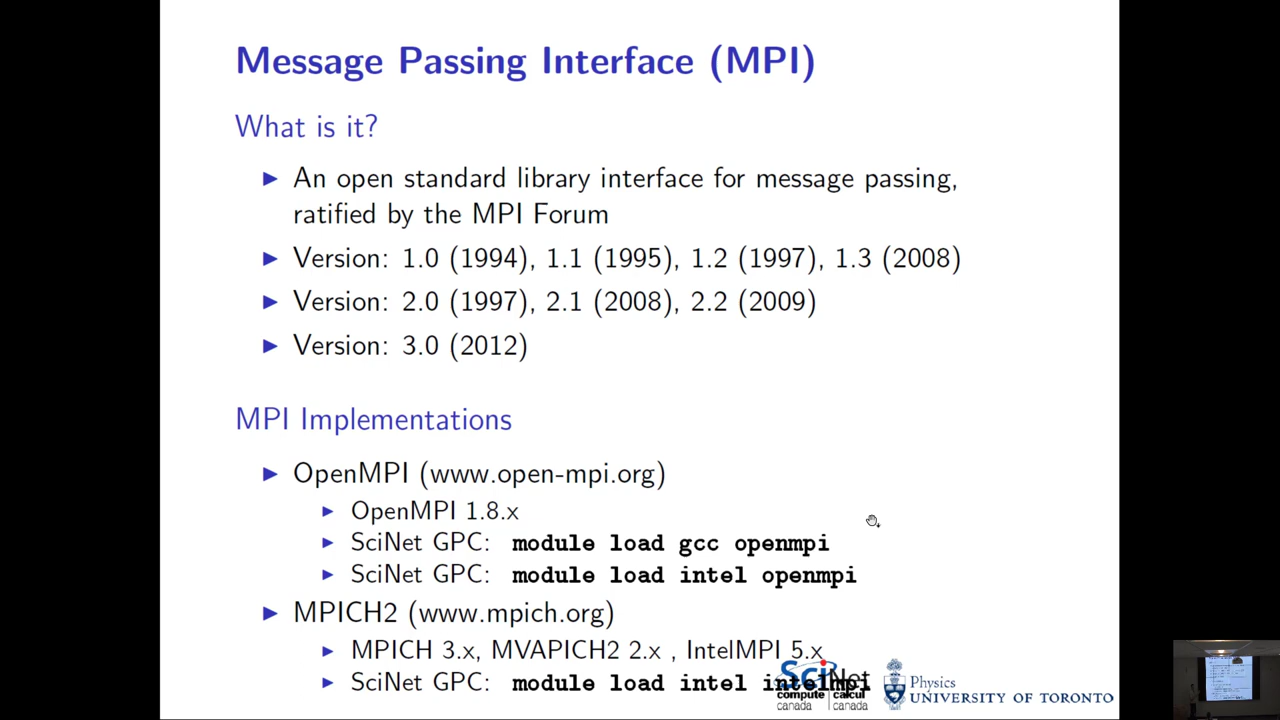 Message Passing Interface (MPI)
What is it?
▶ An open standard library interface for message passing,
ratified by the MPI Forum
▶ Version: 1.0 (1994), 1.1 (1995), 1.2 (1997), 1.3 (2008)
▶ Version: 2.0 (1997), 2.1 (2008), 2.2 (2009)
▶ Version: 3.0 (2012)
MPI Implementations
▶ OpenMPI (www.open-mpi.org)
▶ OpenMPI 1.8.x
▶ SciNet GPC: module load gcc openmpi
▶ SciNet GPC: module load intel openmpi
▶ MPICH2 (www.mpich.org)
▶ MPICH 3.x, MVAPICH2 2.x , IntelMPI 5.x
▶ SciNet GPC: module load intel intelmpi
SciNet
compute calcul
canada canada
Physics
UNIVERSITY OF TORONTO